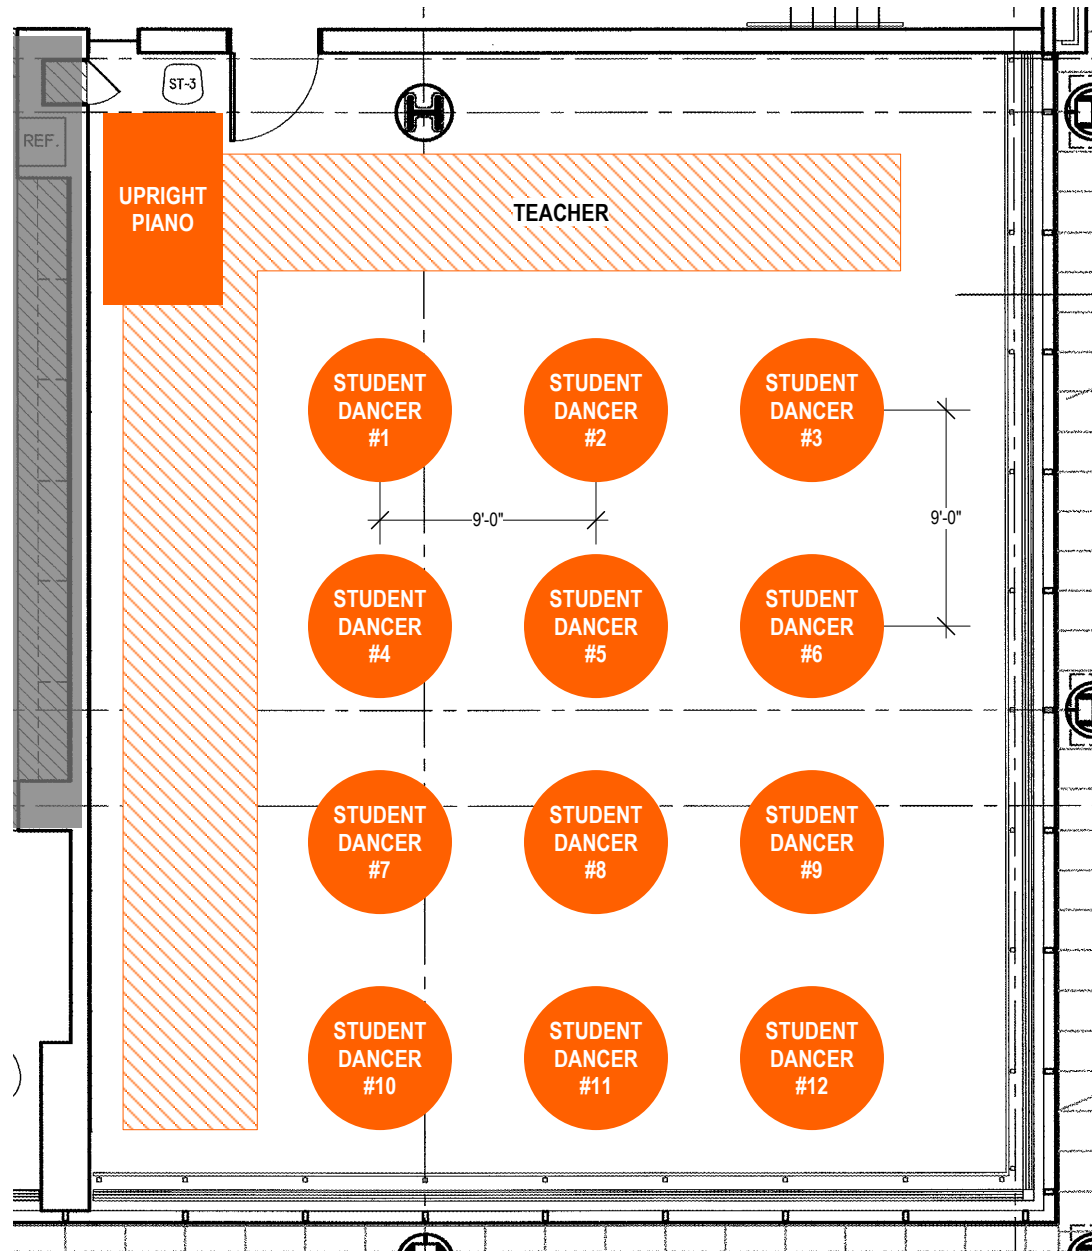 ST-3
H
REF.
UPRIGHT
PIANO
TEACHER
STUDENT
DANCER
#1
STUDENT
DANCER
#2
STUDENT
DANCER
#3
9'-0"
9'-0"
STUDENT
DANCER
#4
STUDENT
DANCER
#5
STUDENT
DANCER
#6
STUDENT
DANCER
#7
STUDENT
DANCER
#8
STUDENT
DANCER
#9
STUDENT
DANCER
#10
STUDENT
DANCER
#11
STUDENT
DANCER
#12